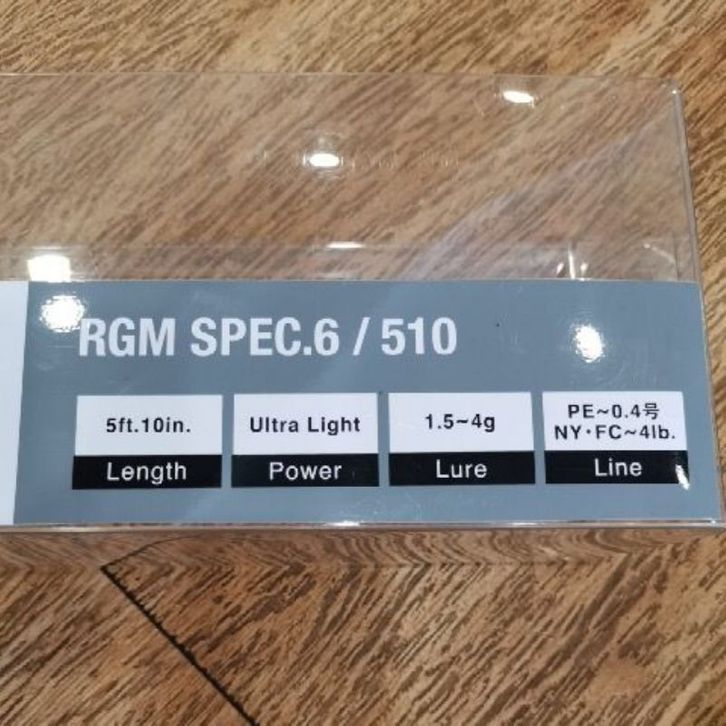 RGM SPEC.6 / 510
5ft.10in.
Length
Ultra Light
Power
1.5~4g
Lure
PE~0.4号
NY・FC~4lb.
Line